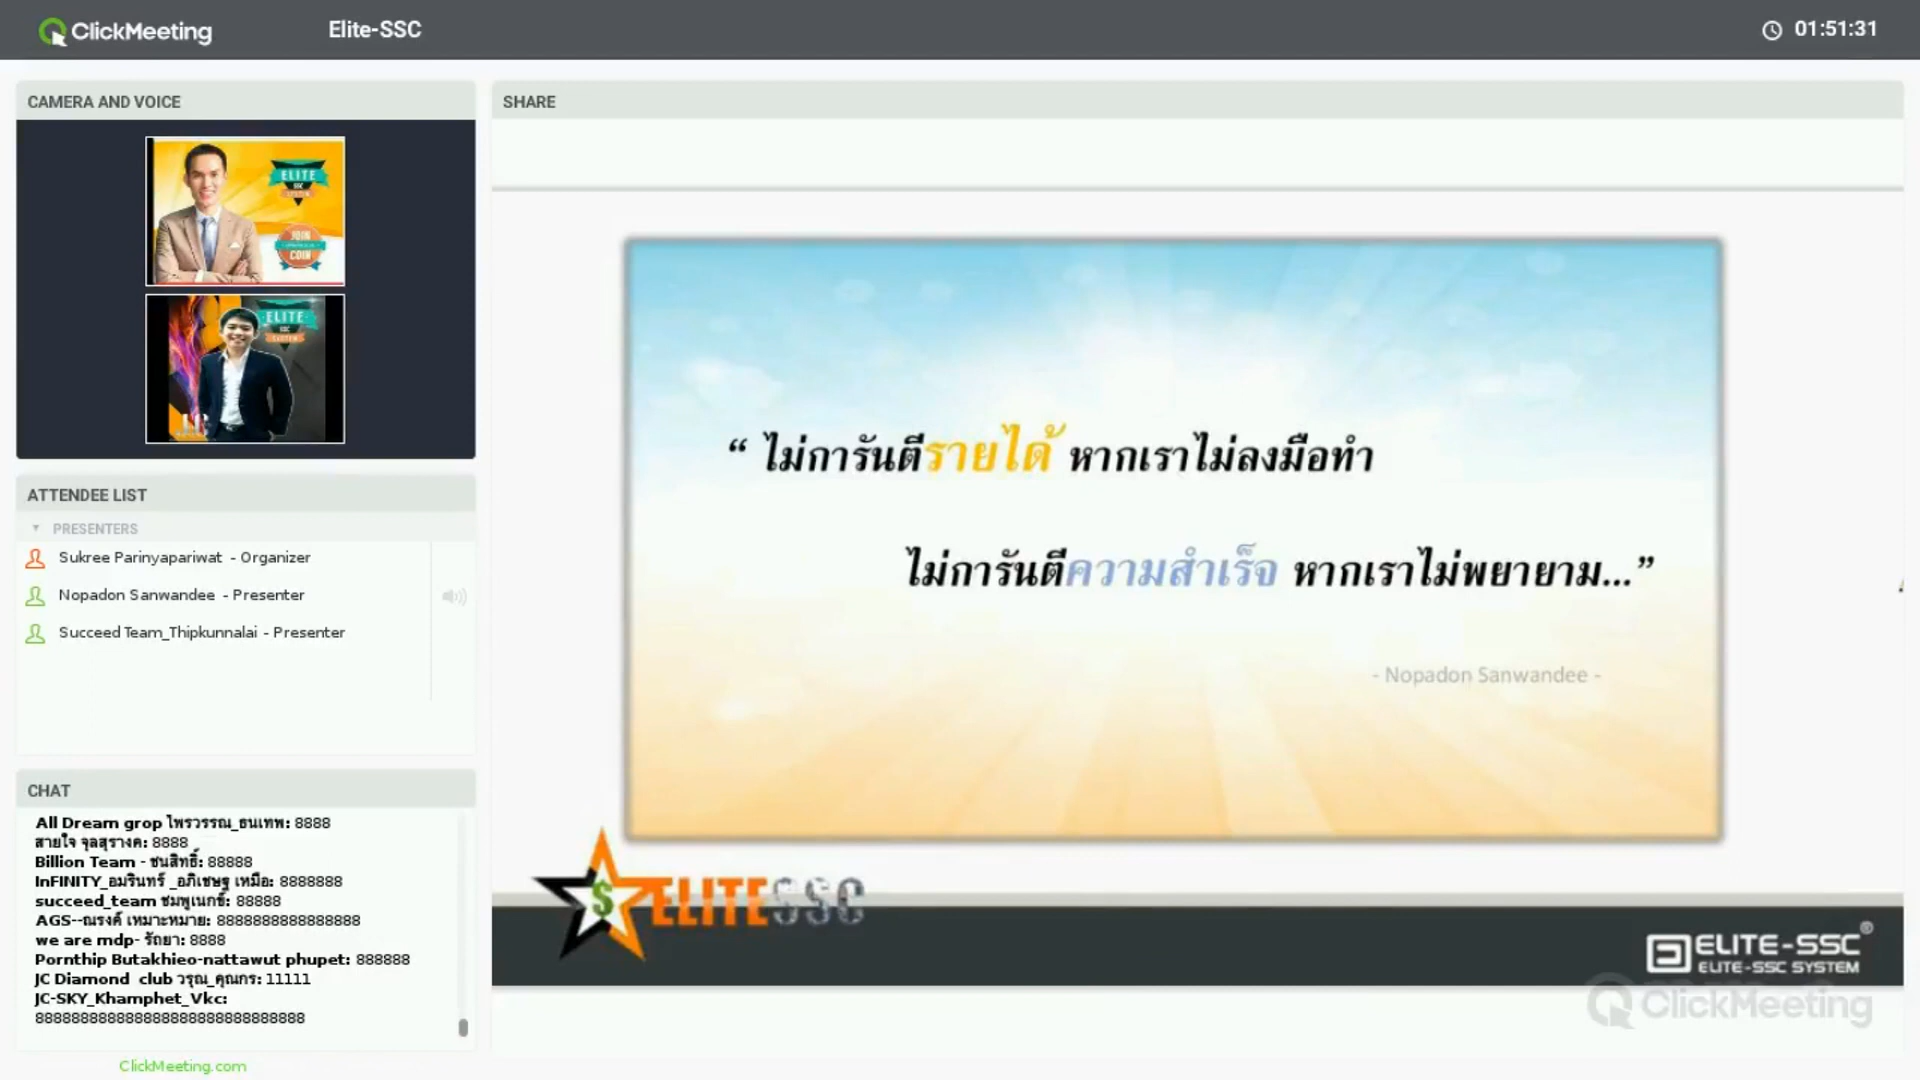 ClickMeeting
Elite-SSC
01:51:31
CAMERA AND VOICE
ELITE
SSC
SYSTEM
JOIN
COIN
ELITE
SSC
SYSTEM
ATTENDEE LIST
PRESENTERS
Sukree Parinyapariwat - Organizer
Nopadon Sanwandee - Presenter
Succeed Team_Thipkunnalai - Presenter
CHAT
All Dream grop ไพรวรรณ_ธนเทพ: 8888
สายใจ จุลสุรางค: 8888
Billion Team - ชนสิทธิ์: 88888
InFINITY_อมรินทร์ _อภิเชษฐ เหมือ: 8888888
succeed_team ชมพูเนกข์: 88888
AGS--ณรงค์ เหมาะหมาย: 8888888888888888
we are mdp- รัถยา: 8888
Pornthip Butakhieo-nattawut phupet: 888888
JC Diamond club วรุณ_คุณกร: 11111
JC-SKY_Khamphet_Vkc:
888888888888888888888888888888
ClickMeeting.com
SHARE
“ ไม่การันตีรายได้ หากเราไม่ลงมือทำ
ไม่การันตีความสำเร็จ หากเราไม่พยายาม...”
- Nopadon Sanwandee -
$ ELITESSC
ELITE-SSC®
ELITE-SSC SYSTEM
ClickMeeting